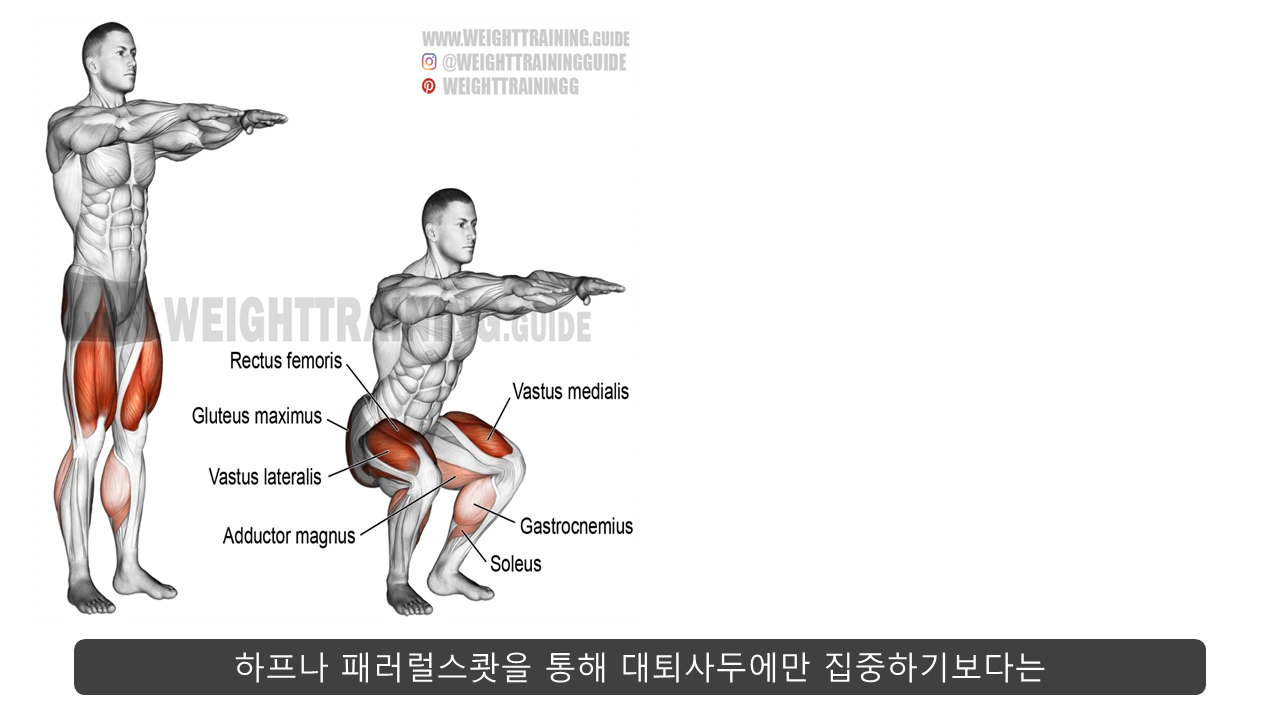 WWW.WEIGHTTRAINING.GUIDE
@WEIGHTTRAININGGUIDE
WEIGHTTRAININGG
WWW.WEIGHTTRAINING.GUIDE
Rectus femoris
Vastus medialis
Gluteus maximus
Vastus lateralis
Adductor magnus
Gastrocnemius
Soleus
하프나 패러럴스쾃을 통해 대퇴사두에만 집중하기보다는